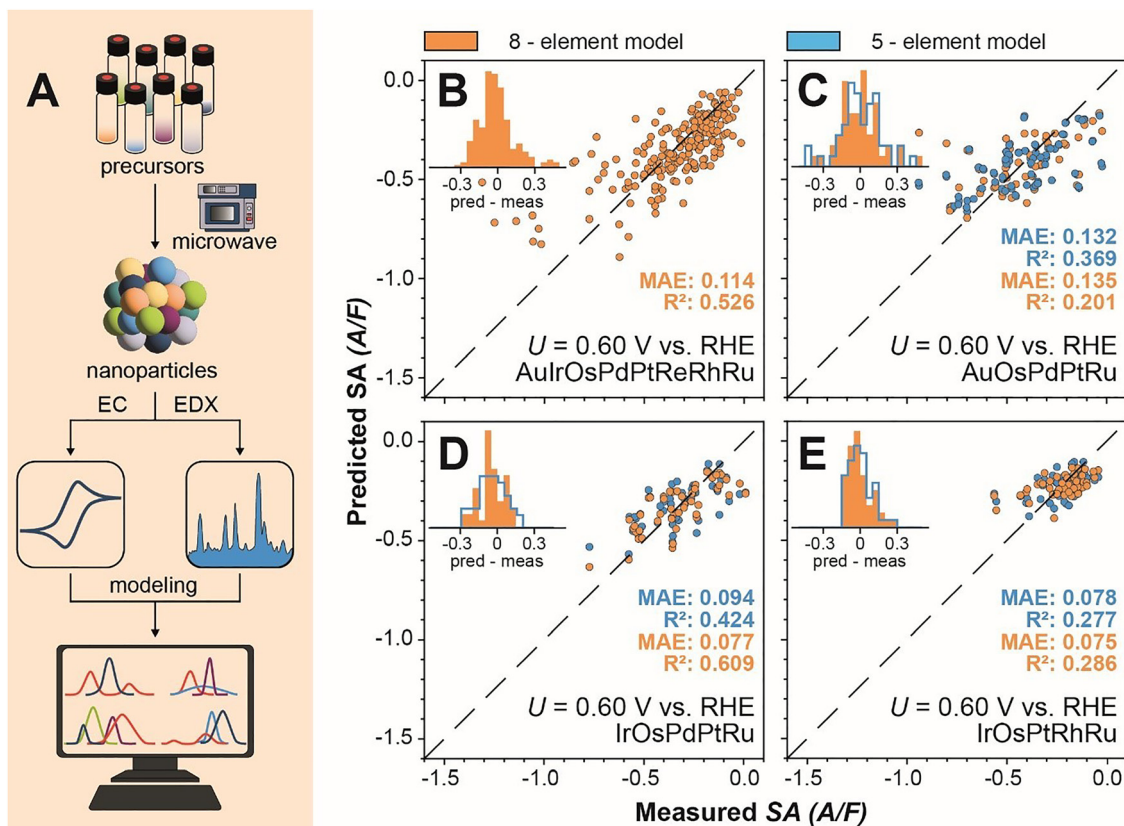 A
precursors
microwave
nanoparticles
EC
EDX
modeling
8 - element model
5 - element model
Predicted SA (A/F)
Measured SA (A/F)
B
0.0
-0.5
-1.0
-1.5
-0.3 0 0.3
pred - meas
MAE: 0.114
R²: 0.526
U = 0.60 V vs. RHE
AuIrOsPdPtReRhRu
C
-0.3 0 0.3
pred - meas
MAE: 0.132
R²: 0.369
MAE: 0.135
R²: 0.201
U = 0.60 V vs. RHE
AuOsPdPtRu
D
0.0
-0.5
-1.0
-1.5
-0.3 0 0.3
pred - meas
MAE: 0.094
R²: 0.424
MAE: 0.077
R²: 0.609
U = 0.60 V vs. RHE
IrOsPdPtRu
-1.5 -1.0 -0.5 0.0
E
-0.3 0 0.3
pred - meas
MAE: 0.078
R²: 0.277
MAE: 0.075
R²: 0.286
U = 0.60 V vs. RHE
IrOsPtRhRu
-1.5 -1.0 -0.5 0.0